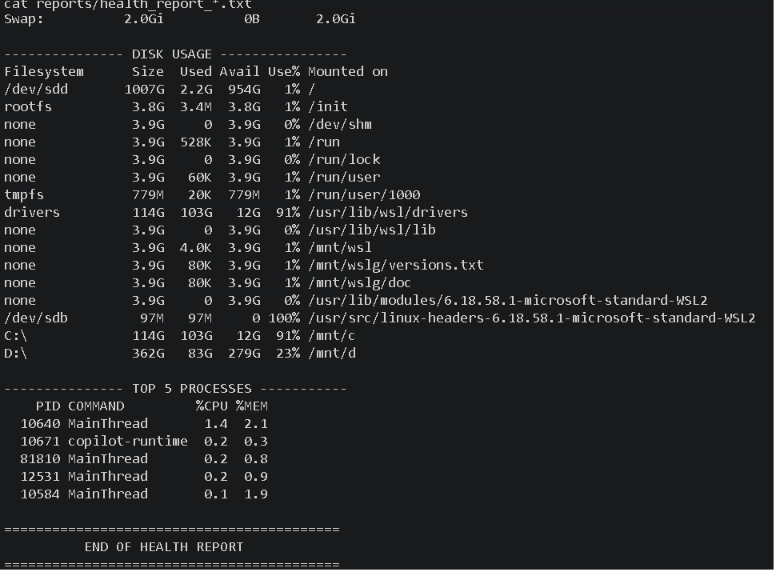 cat reports/health_report_*.txt
Swap:          2.0Gi          0B       2.0Gi
--------------- DISK USAGE ----------------
Filesystem      Size  Used Avail Use% Mounted on
/dev/sdd       1007G  2.2G  954G   1% /
rootfs          3.8G  3.4M  3.8G   1% /init
none            3.9G     0  3.9G   0% /dev/shm
none            3.9G  528K  3.9G   1% /run
none            3.9G     0  3.9G   0% /run/lock
none            3.9G   60K  3.9G   1% /run/user
tmpfs           779M   20K  779M   1% /run/user/1000
drivers         114G  103G   12G  91% /usr/lib/wsl/drivers
none            3.9G     0  3.9G   0% /usr/lib/wsl/lib
none            3.9G  4.0K  3.9G   1% /mnt/wsl
none            3.9G   80K  3.9G   1% /mnt/wslg/versions.txt
none            3.9G   80K  3.9G   1% /mnt/wslg/doc
none            3.9G     0  3.9G   0% /usr/lib/modules/6.18.58.1-microsoft-standard-WSL2
/dev/sdb         97M   97M     0 100% /usr/src/linux-headers-6.18.58.1-microsoft-standard-WSL2
C:\             114G  103G   12G  91% /mnt/c
D:\             362G   83G  279G  23% /mnt/d
--------------- TOP 5 PROCESSES -----------
    PID COMMAND         %CPU %MEM
  10640 MainThread       1.4  2.1
  10671 copilot-runtime  0.2  0.3
  81810 MainThread       0.2  0.8
  12531 MainThread       0.2  0.9
  10584 MainThread       0.1  1.9
==========================================
          END OF HEALTH REPORT
==========================================